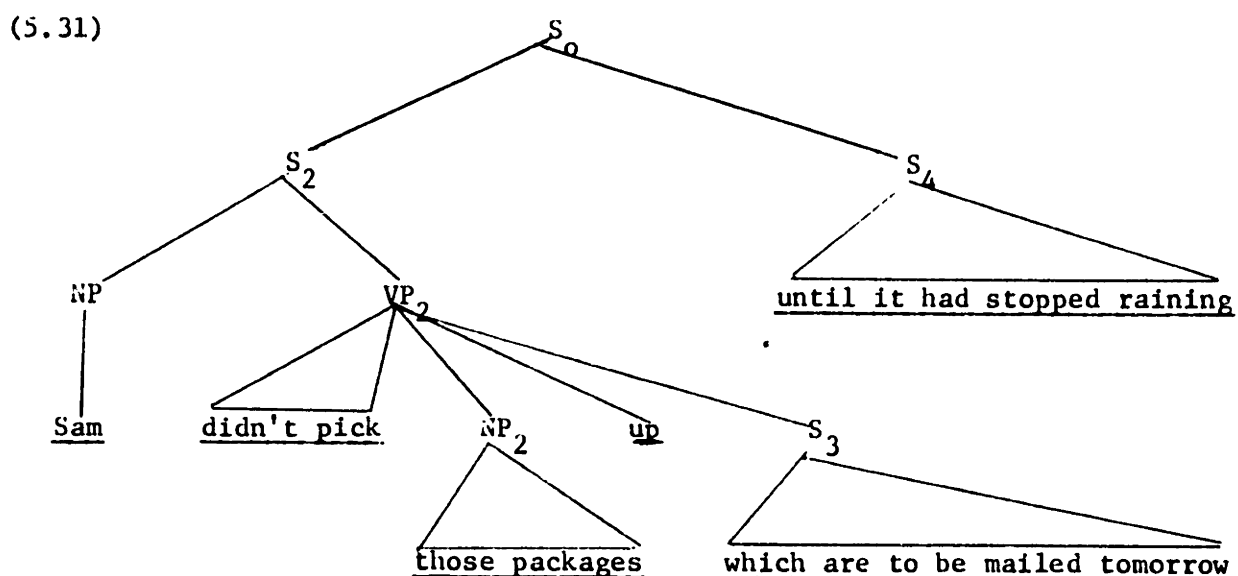 (5.31)
S₀
S₂ S₄
NP VP₂ until it had stopped raining
Sam didn't pick NP₂ up S₃
those packages which are to be mailed tomorrow